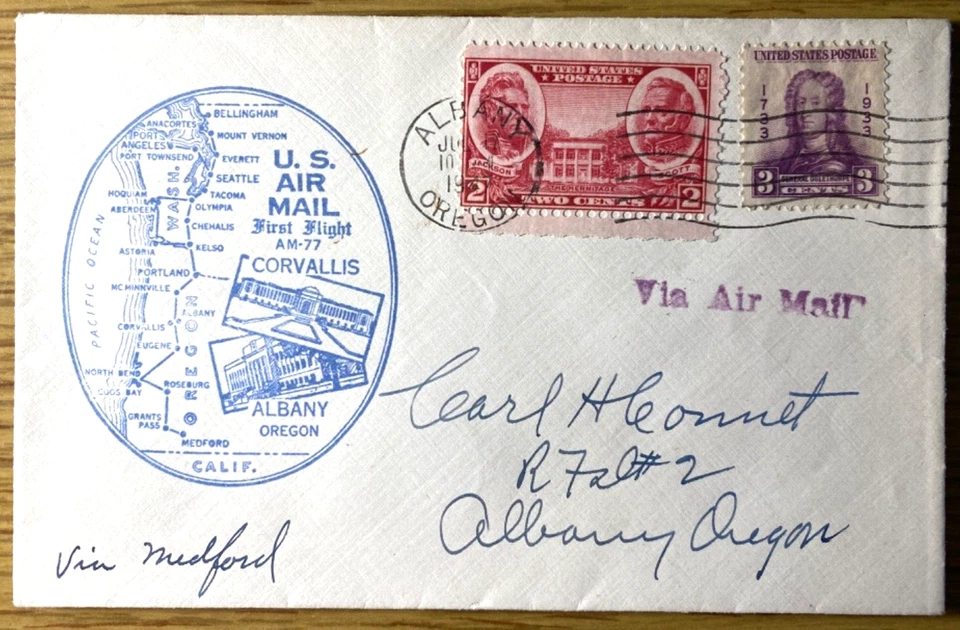 BELLINGHAM
ANACORTES
MOUNT VERNON
PORT ANGELES
PORT TOWNSEND
EVERETT
SEATTLE
WASH.
HOQUIAM
TACOMA
ABERDEEN
OLYMPIA
CHEHALIS
ASTORIA
KELSO
PACIFIC OCEAN
PORTLAND
MC MINNVILLE
ALBANY
CORVALLIS
OREGON
EUGENE
NORTH BEND
COOS BAY
ROSEBURG
GRANTS PASS
MEDFORD
CALIF.
U. S.
AIR
MAIL
First Flight
AM-77
CORVALLIS
ALBANY
OREGON
ALBANY
OREGON
UNITED STATES
POSTAGE
JACKSON
SCOTT
THE HERMITAGE
2 TWO CENTS 2
UNITED STATES POSTAGE
1733
1933
3 3
Via Air Mail
Carl H
R #2
Albany Oregon
Via Medford